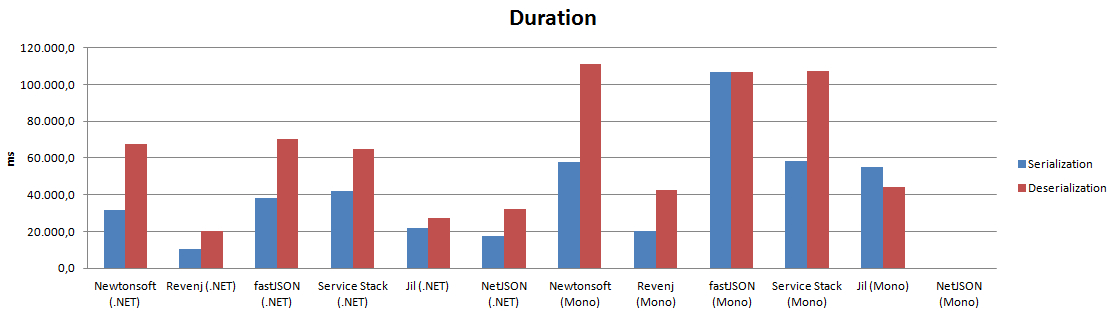 Duration
120.000,0
100.000,0
80.000,0
60.000,0
40.000,0
20.000,0
0,0
ms
Newtonsoft
(.NET)
Revenj (.NET)
fastJSON
(.NET)
Service Stack
(.NET)
Jil (.NET)
NetJSON
(.NET)
Newtonsoft
(Mono)
Revenj
(Mono)
fastJSON
(Mono)
Service Stack
(Mono)
Jil (Mono)
NetJSON
(Mono)
Serialization
Deserialization